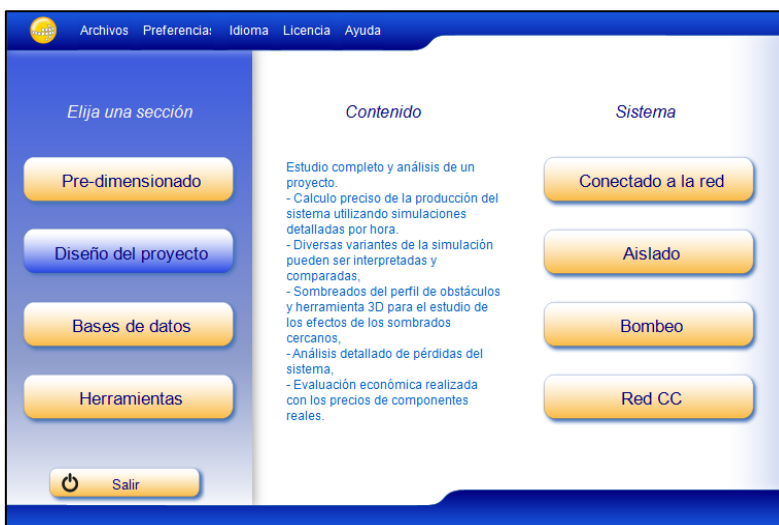 Archivos Preferencia: Idioma Licencia Ayuda
Elija una sección
Pre-dimensionado
Diseño del proyecto
Bases de datos
Herramientas
Salir
Contenido
Estudio completo y análisis de un
proyecto.
- Calculo preciso de la producción del
sistema utilizando simulaciones
detalladas por hora.
- Diversas variantes de la simulación
pueden ser interpretadas y
comparadas,
- Sombreados del perfil de obstáculos
y herramienta 3D para el estudio de
los efectos de los sombrados
cercanos,
- Análisis detallado de pérdidas del
sistema,
- Evaluación económica realizada
con los precios de componentes
reales.
Sistema
Conectado a la red
Aislado
Bombeo
Red CC